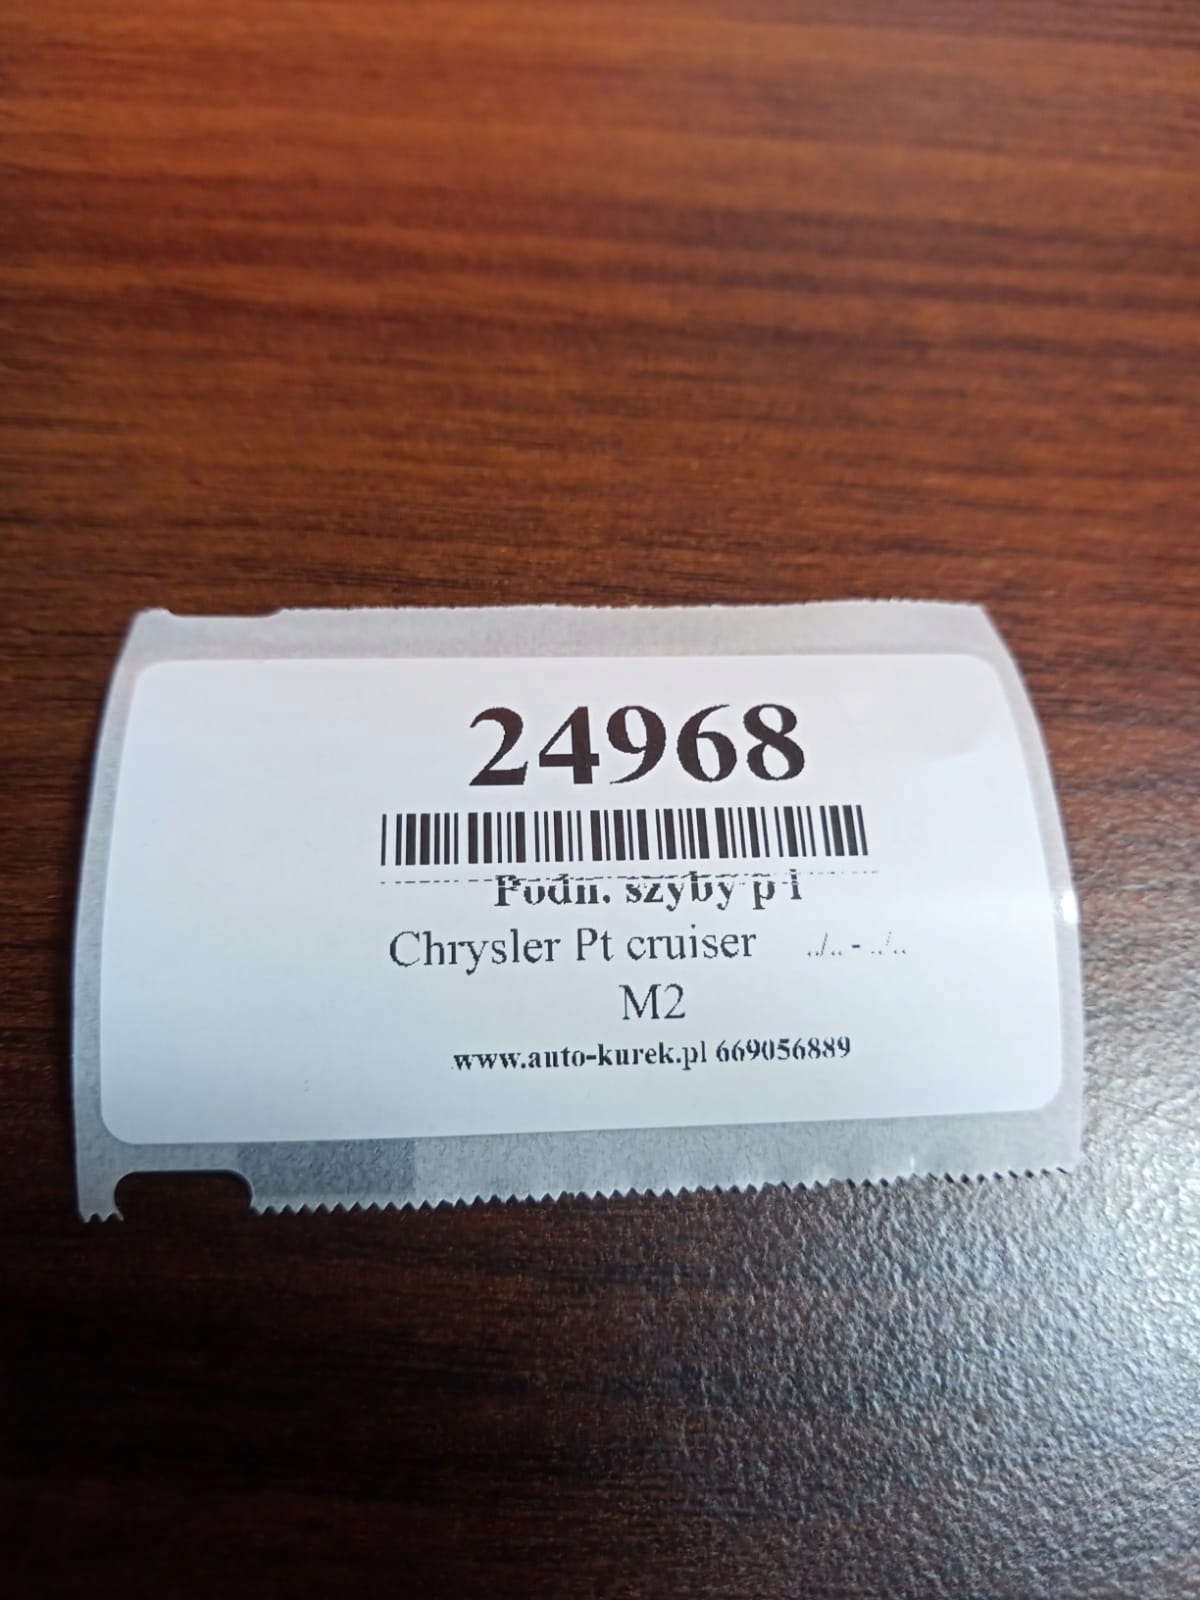 24968
Podn. szyby p l
Chrysler Pt cruiser ../.. - ../..
M2
www.auto-kurek.pl 669056889